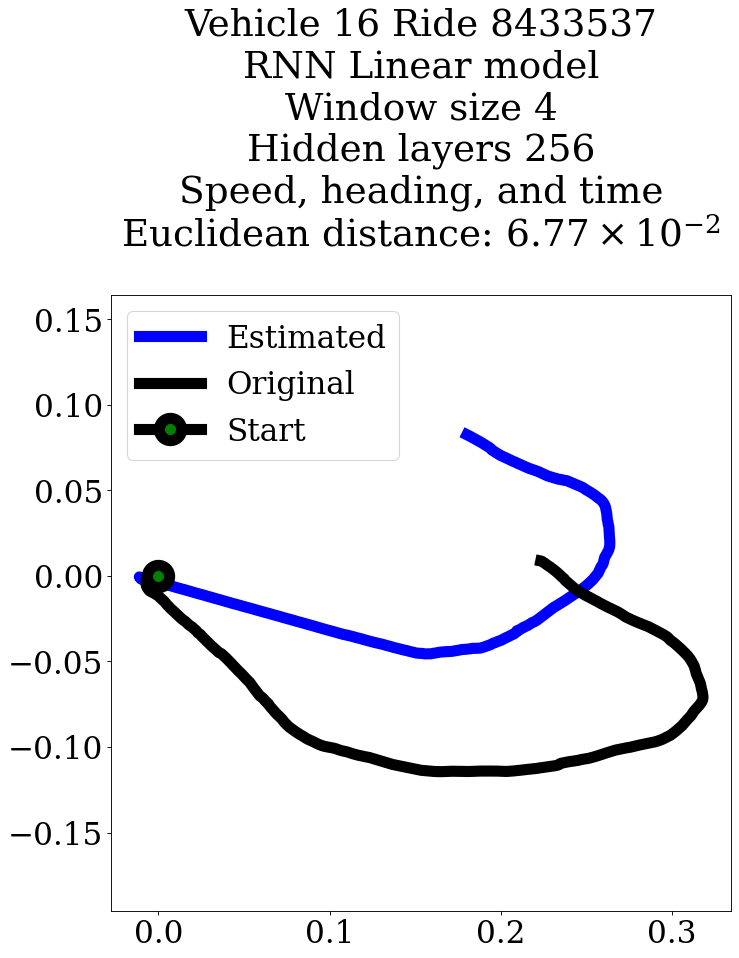 Vehicle 16 Ride 8433537
RNN Linear model
Window size 4
Hidden layers 256
Speed, heading, and time
Euclidean distance: 6.77 × 10⁻²
Estimated
Original
Start
0.15
0.10
0.05
0.00
−0.05
−0.10
−0.15
0.0 0.1 0.2 0.3